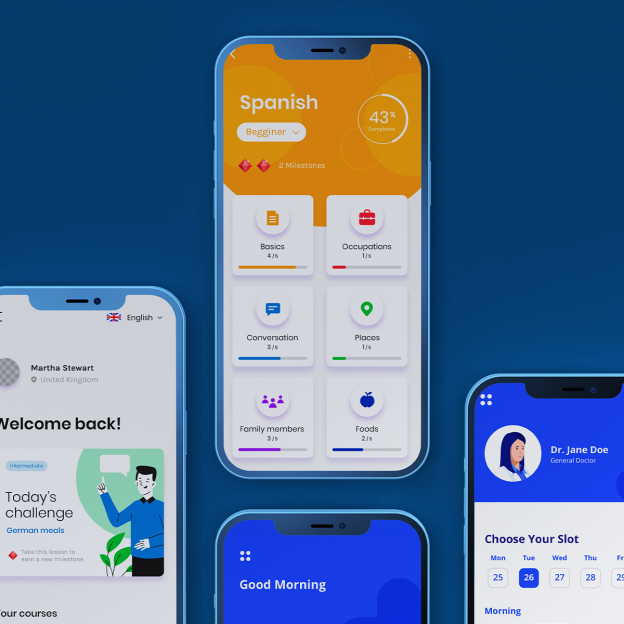 Spanish
Begginer
43%
Completed
2 Milestones
Basics
4/5
Occupations
1/5
Conversation
3/5
Places
1/5
Family members
3/5
Foods
2/5
English
Martha Stewart
United Kingdom
Welcome back!
Intermediate
Today's
challenge
German meals
Take this lesson to
earn a new milestone
Your courses
Good Morning
Dr. Jane Doe
General Doctor
Choose Your Slot
Mon Tue Wed Thu Fr
25 26 27 28 29
Morning